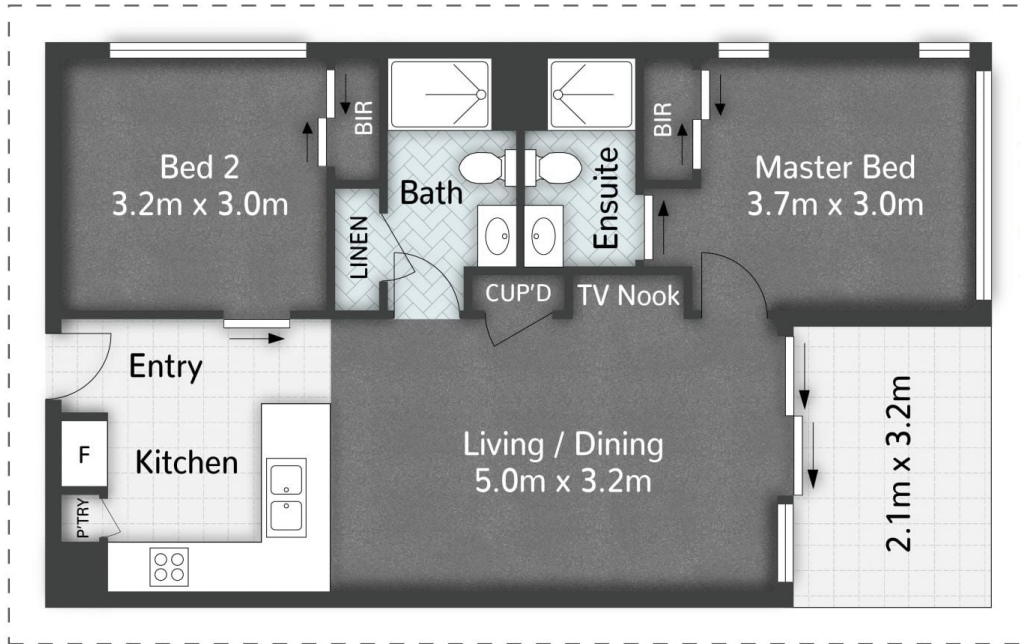 Bed 2
3.2m x 3.0m
BIR
LINEN
Bath
Ensuite
BIR
Master Bed
3.7m x 3.0m
CUP'D
TV Nook
Entry
Kitchen
F
P'TRY
Living / Dining
5.0m x 3.2m
2.1m x 3.2m